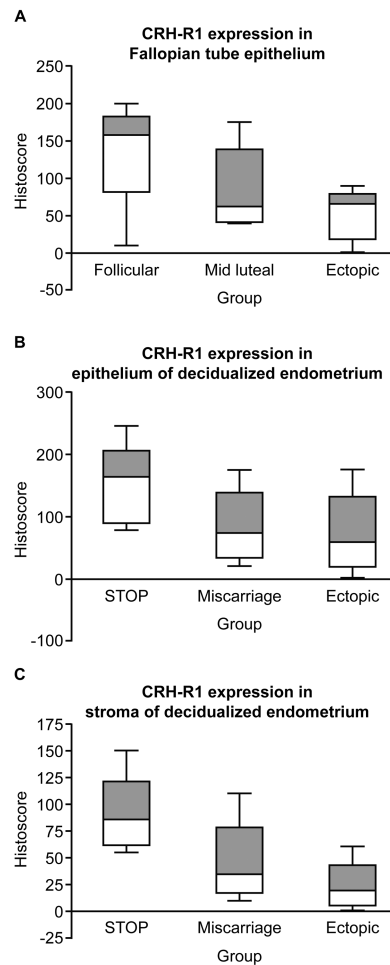 A
CRH-R1 expression in
Fallopian tube epithelium
250
200
150
100
50
0
-50
Histoscore
Follicular Mid luteal Ectopic
Group
B
CRH-R1 expression in
epithelium of decidualized endometrium
300
200
100
0
-100
Histoscore
STOP Miscarriage Ectopic
Group
C
CRH-R1 expression in
stroma of decidualized endometrium
175
150
125
100
75
50
25
0
-25
Histoscore
STOP Miscarriage Ectopic
Group